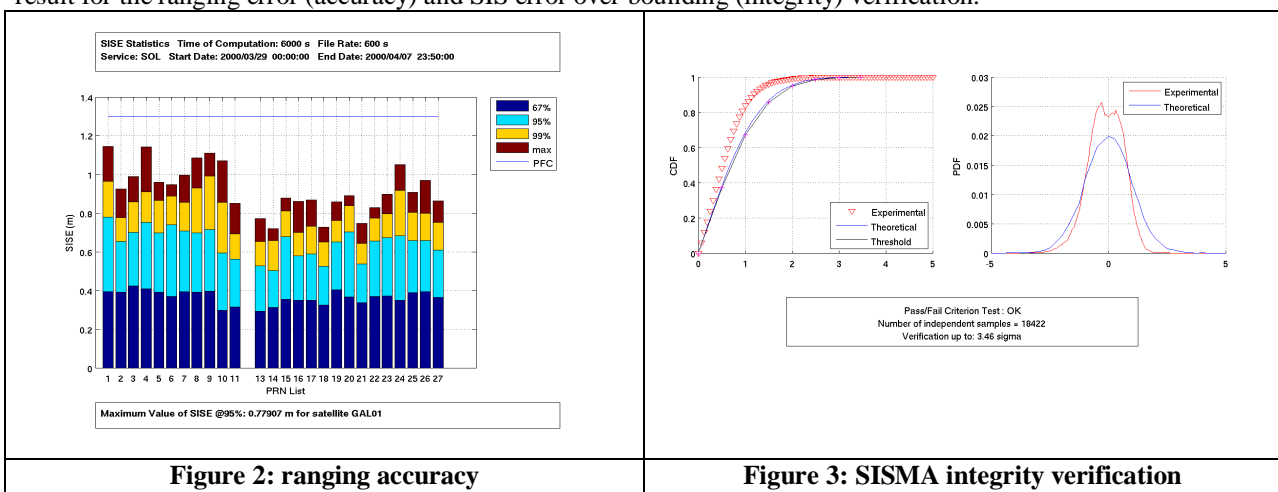 result for the ranging error (accuracy) and SIS error over bounding (integrity) verification.
SISE Statistics Time of Computation: 6000 s File Rate: 600 s
Service: SOL Start Date: 2000/03/29 00:00:00 End Date: 2000/04/07 23:50:00
1.4
1.2
1
0.8
0.6
0.4
0.2
0
SISE (m)
67%
95%
99%
max
PFC
1 2 3 4 5 6 7 8 9 10 11 13 14 15 16 17 18 19 20 21 22 23 24 25 26 27
PRN List
Maximum Value of SISE @95%: 0.77907 m for satellite GAL01
1
0.8
0.6
0.4
0.2
0
CDF
Experimental
Theoretical
Threshold
0 1 2 3 4 5
0.03
0.025
0.02
0.015
0.01
0.005
0
PDF
Experimental
Theoretical
-5 0 5
Pass/Fail Criterion Test : OK
Number of independent samples = 18422
Verification up to: 3.46 sigma
Figure 2: ranging accuracy
Figure 3: SISMA integrity verification